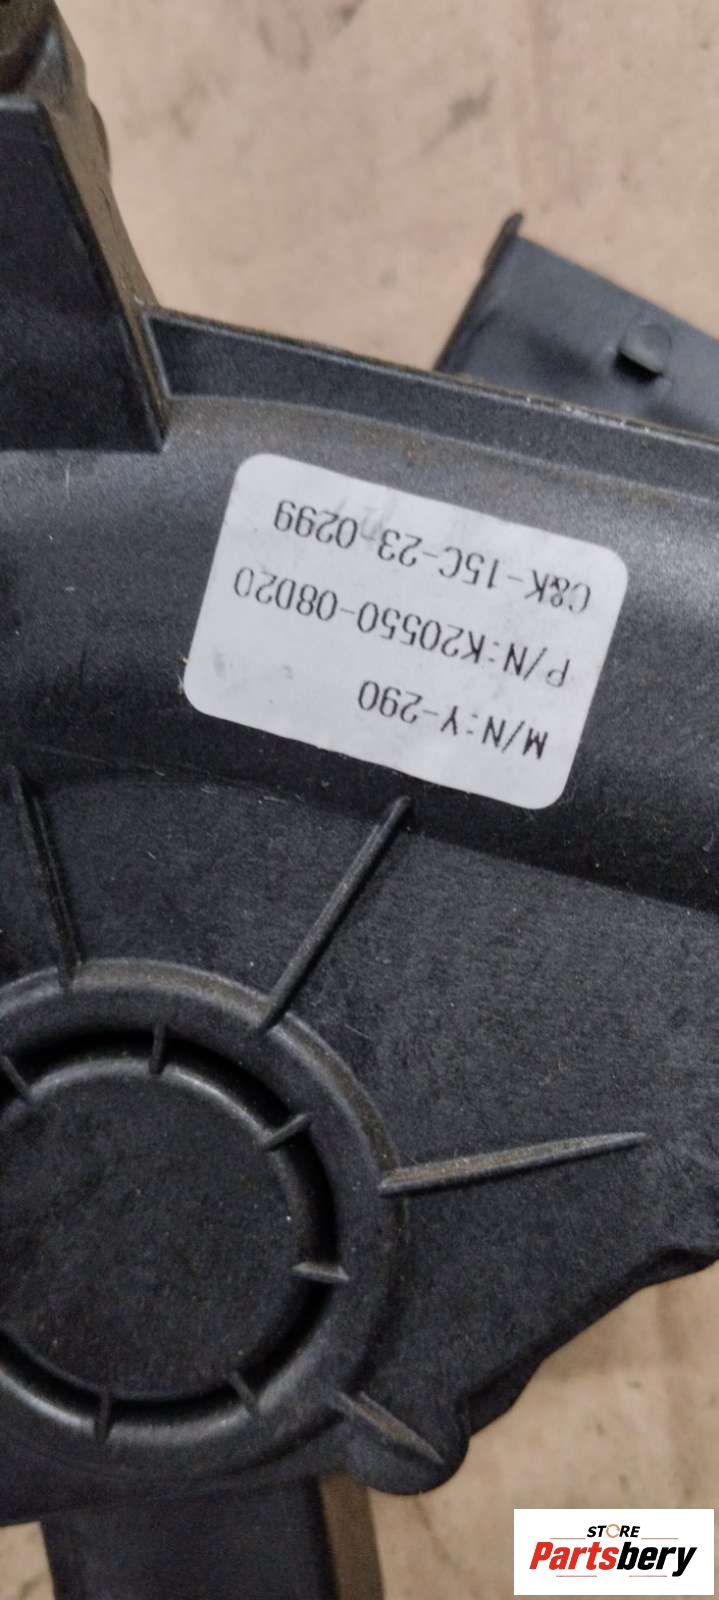 M/N:Y-290
P/N:K20550-08D20
C&K-15C-23 0299
STORE
Partsbery